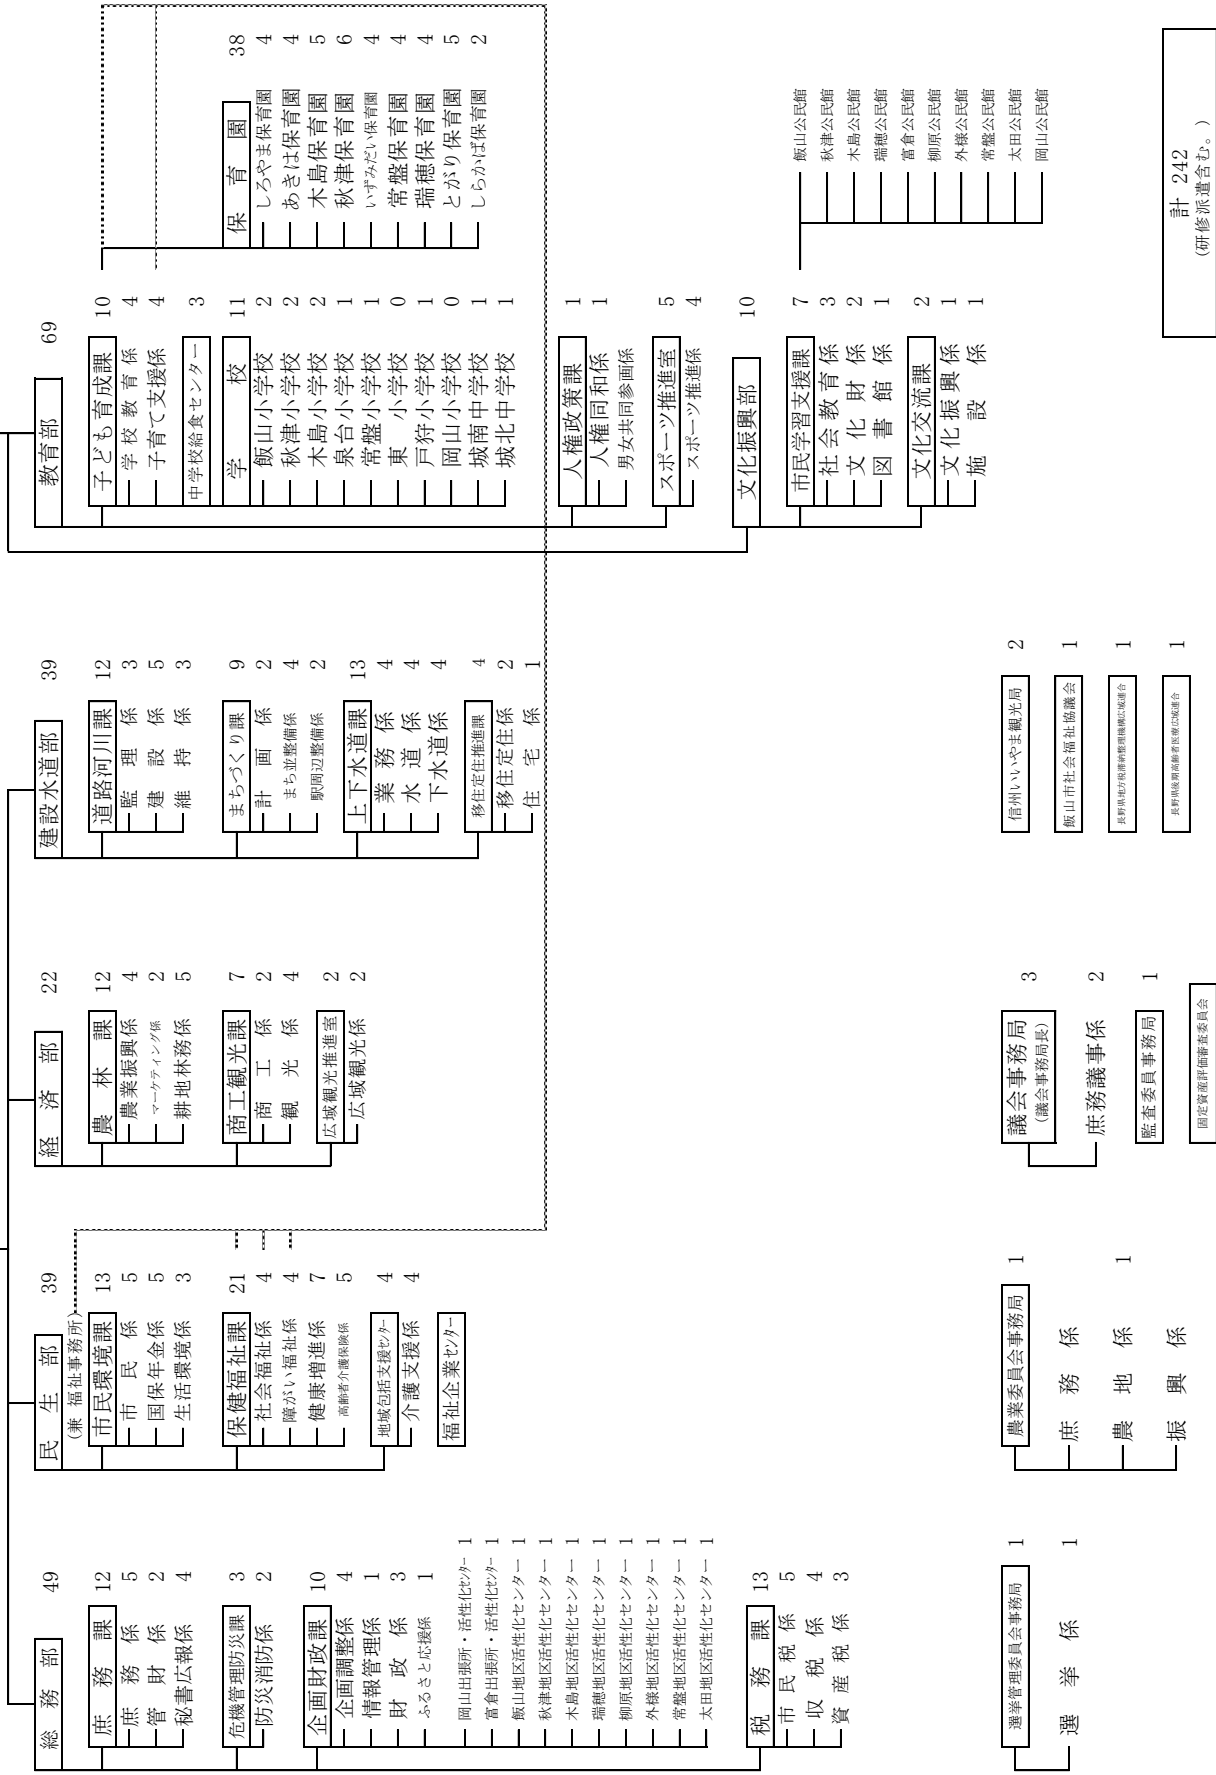 総務部 49
庶務課 12
庶務係 5
管財係 2
秘書広報係 4
危機管理防災課 3
防災消防係 2
企画財政課 10
企画調整係 4
情報管理係 1
財政係 3
ふるさと応援係 1
岡山出張所・活性化センター 1
富倉出張所・活性化センター 1
飯山地区活性化センター 1
秋津地区活性化センター 1
木島地区活性化センター 1
瑞穂地区活性化センター 1
柳原地区活性化センター 1
外様地区活性化センター 1
常盤地区活性化センター 1
太田地区活性化センター 1
税務課 13
市民税係 5
収税係 4
資産税係 3
選挙管理委員会事務局 1
選挙係 1
民生部 39
(兼 福祉事務所)
市民環境課 13
市民係 5
国保年金係 5
生活環境係 3
保健福祉課 21
社会福祉係 4
障がい福祉係 4
健康増進係 7
高齢者介護保険係 5
地域包括支援センター 4
介護支援係 4
福祉企業センター
農業委員会事務局 1
庶務係
農地係 1
振興係
経済部 22
農林課 12
農業振興係 4
マーケティング係 2
耕地林務係 5
商工観光課 7
商工係 2
観光係 4
広域観光推進室 2
広域観光係 2
議会事務局 3
(議会事務局長)
庶務議事係 2
監査委員事務局 1
固定資産評価審査委員会
建設水道部 39
道路河川課 12
監理係 3
建設係 5
維持係 3
まちづくり課 9
計画係 2
まち並整備係 4
駅周辺整備係 2
上下水道課 13
業務係 4
水道係 4
下水道係 4
移住定住推進課 4
移住定住係 2
住宅係 1
信州いいやま観光局 2
飯山市社会福祉協議会 1
長野県地方税滞納整理機構広域連合 1
長野県後期高齢者医療広域連合 1
教育部 69
子ども育成課 10
学校教育係 4
子育て支援係 4
中学校給食センター 3
学校 11
飯山小学校 2
秋津小学校 2
木島小学校 2
泉台小学校 1
常盤小学校 1
東小学校 0
戸狩小学校 1
岡山小学校 0
城南中学校 1
城北中学校 1
人権政策課 1
人権同和係 1
男女共同参画係
スポーツ推進室 5
スポーツ推進係 4
文化振興部 10
市民学習支援課 7
社会教育係 3
文化財係 2
図書館係 1
文化交流課 2
文化振興係 1
施設係 1
保育園 38
しろやま保育園 4
あきは保育園 4
木島保育園 5
秋津保育園 6
いずみだい保育園 4
常盤保育園 4
瑞穂保育園 4
とがり保育園 5
しらかば保育園 2
飯山公民館
秋津公民館
木島公民館
瑞穂公民館
富倉公民館
柳原公民館
外様公民館
常盤公民館
太田公民館
岡山公民館
計 242
(研修派遣含む。)